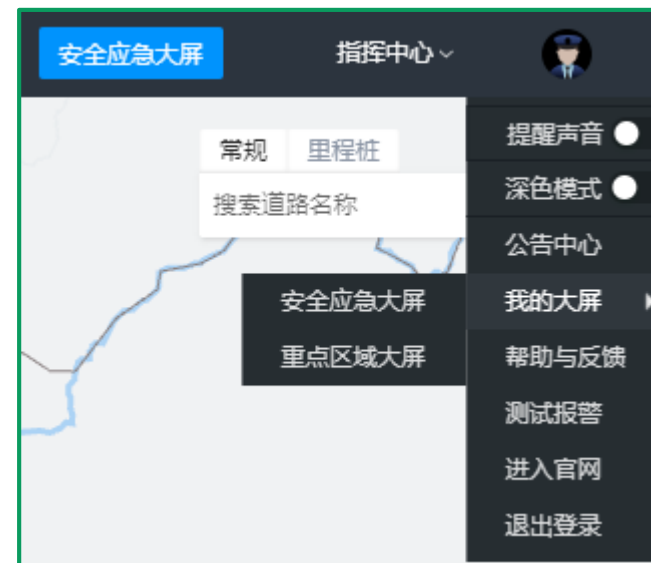 安全应急大屏 指挥中心
常规 里程桩
搜索道路名称
提醒声音
深色模式
公告中心
我的大屏
安全应急大屏
重点区域大屏
帮助与反馈
测试报警
进入官网
退出登录